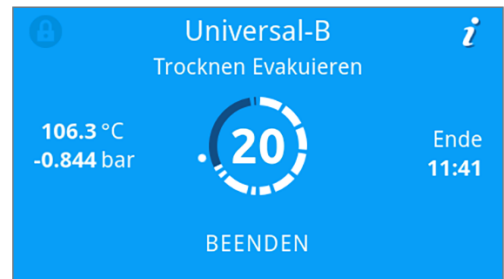 Universal-B
i
Trocknen Evakuieren
106.3 °C
-0.844 bar
20
Ende
11:41
BEENDEN